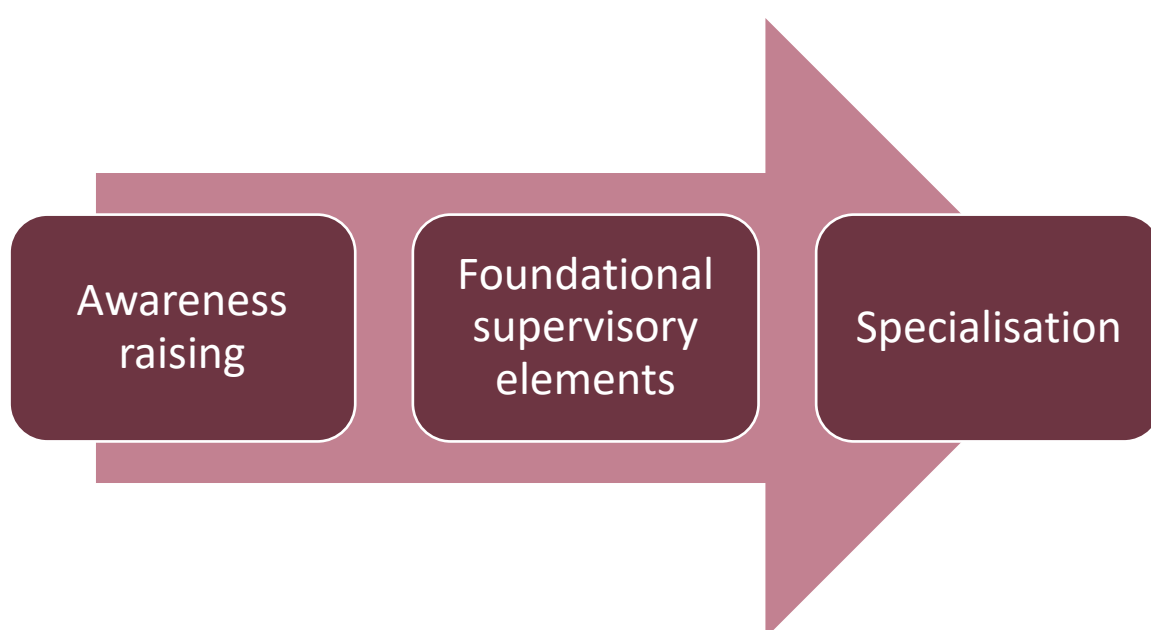 Awareness
raising
Foundational
supervisory
elements
Specialisation